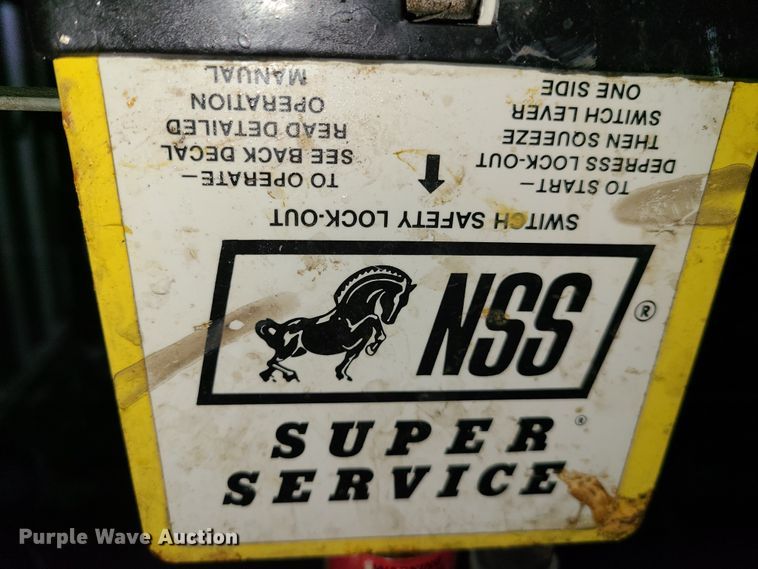 ONE SIDE
SWITCH LEVER
THEN SQUEEZE
DEPRESS LOCK-OUT
TO START—
MANUAL
OPERATION
READ DETAILED
SEE BACK DECAL
TO OPERATE—
SWITCH SAFETY LOCK-OUT
NSS ®
SUPER ®
SERVICE
Purple Wave Auction